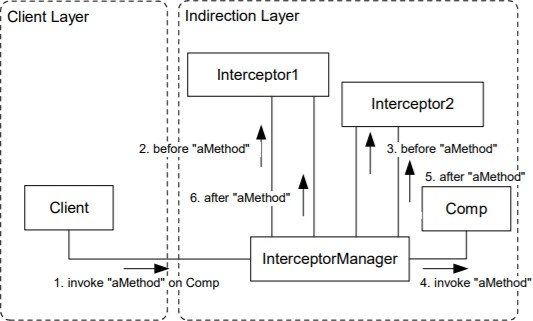 Client Layer
Indirection Layer
Interceptor1
Interceptor2
2. before "aMethod"
3. before "aMethod"
5. after "aMethod"
6. after "aMethod"
Client
Comp
InterceptorManager
1. invoke "aMethod" on Comp
4. invoke "aMethod"